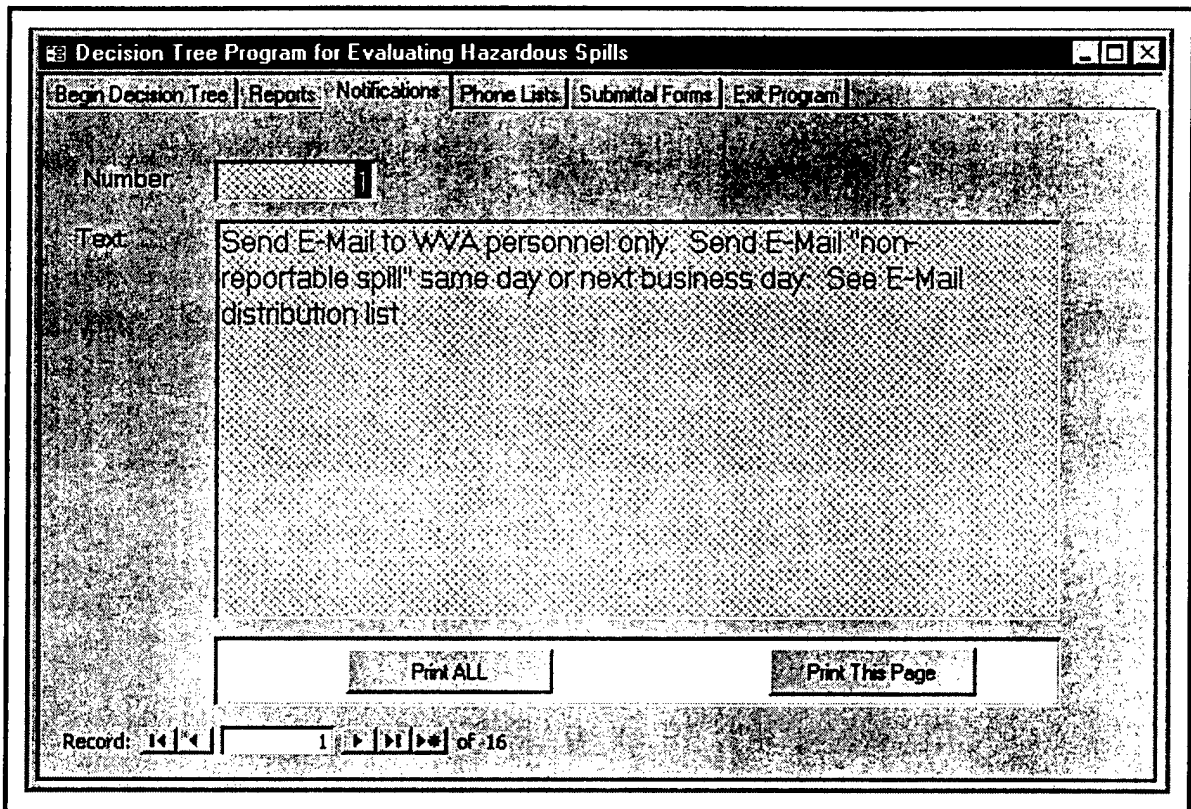 Decision Tree Program for Evaluating Hazardous Spills
Begin Decision Tree Reports Notifications Phone Lists Submittal Forms Exit Program
Number: 1
Text: Send E-Mail to WVA personnel only. Send E-Mail "non-
reportable spill" same day or next business day. See E-Mail
distribution list.
Print ALL Print This Page
Record: 1 of 16